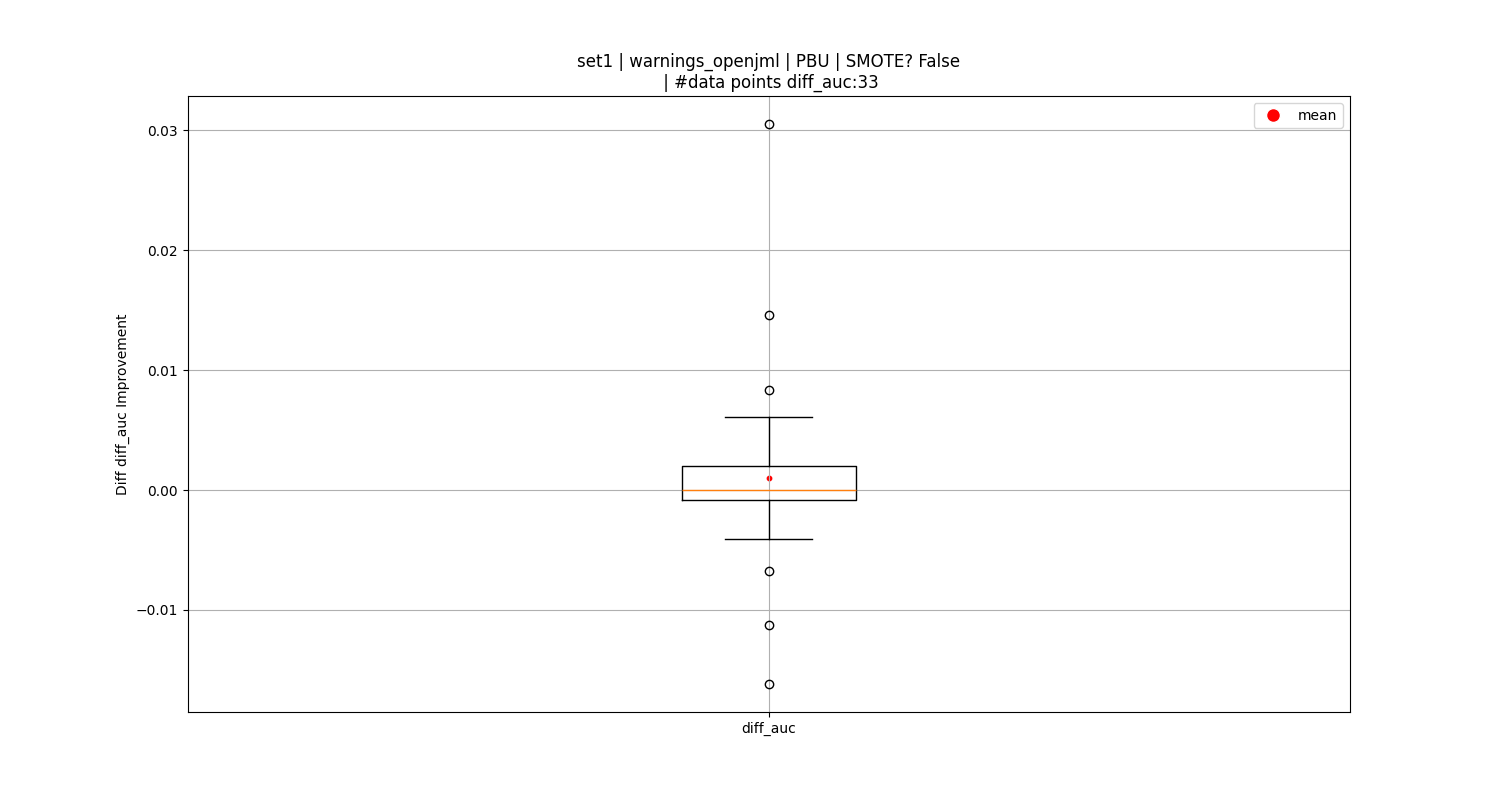 set1 | warnings_openjml | PBU | SMOTE? False
| #data points diff_auc:33
mean
0.03
0.02
0.01
0.00
−0.01
Diff diff_auc Improvement
diff_auc